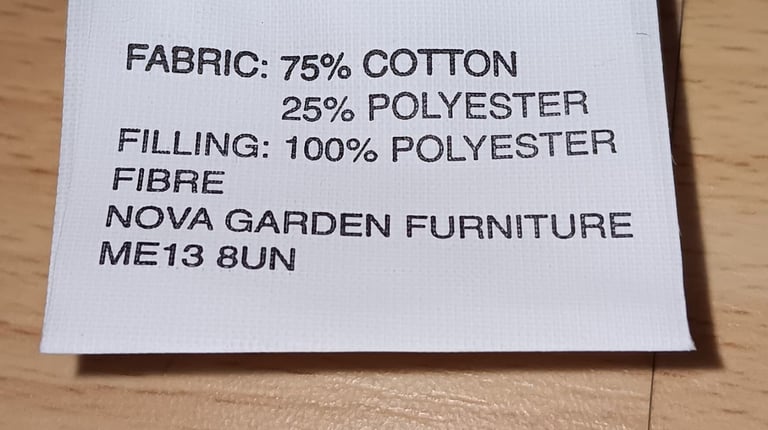 FABRIC: 75% COTTON
25% POLYESTER
FILLING: 100% POLYESTER
FIBRE
NOVA GARDEN FURNITURE
ME13 8UN